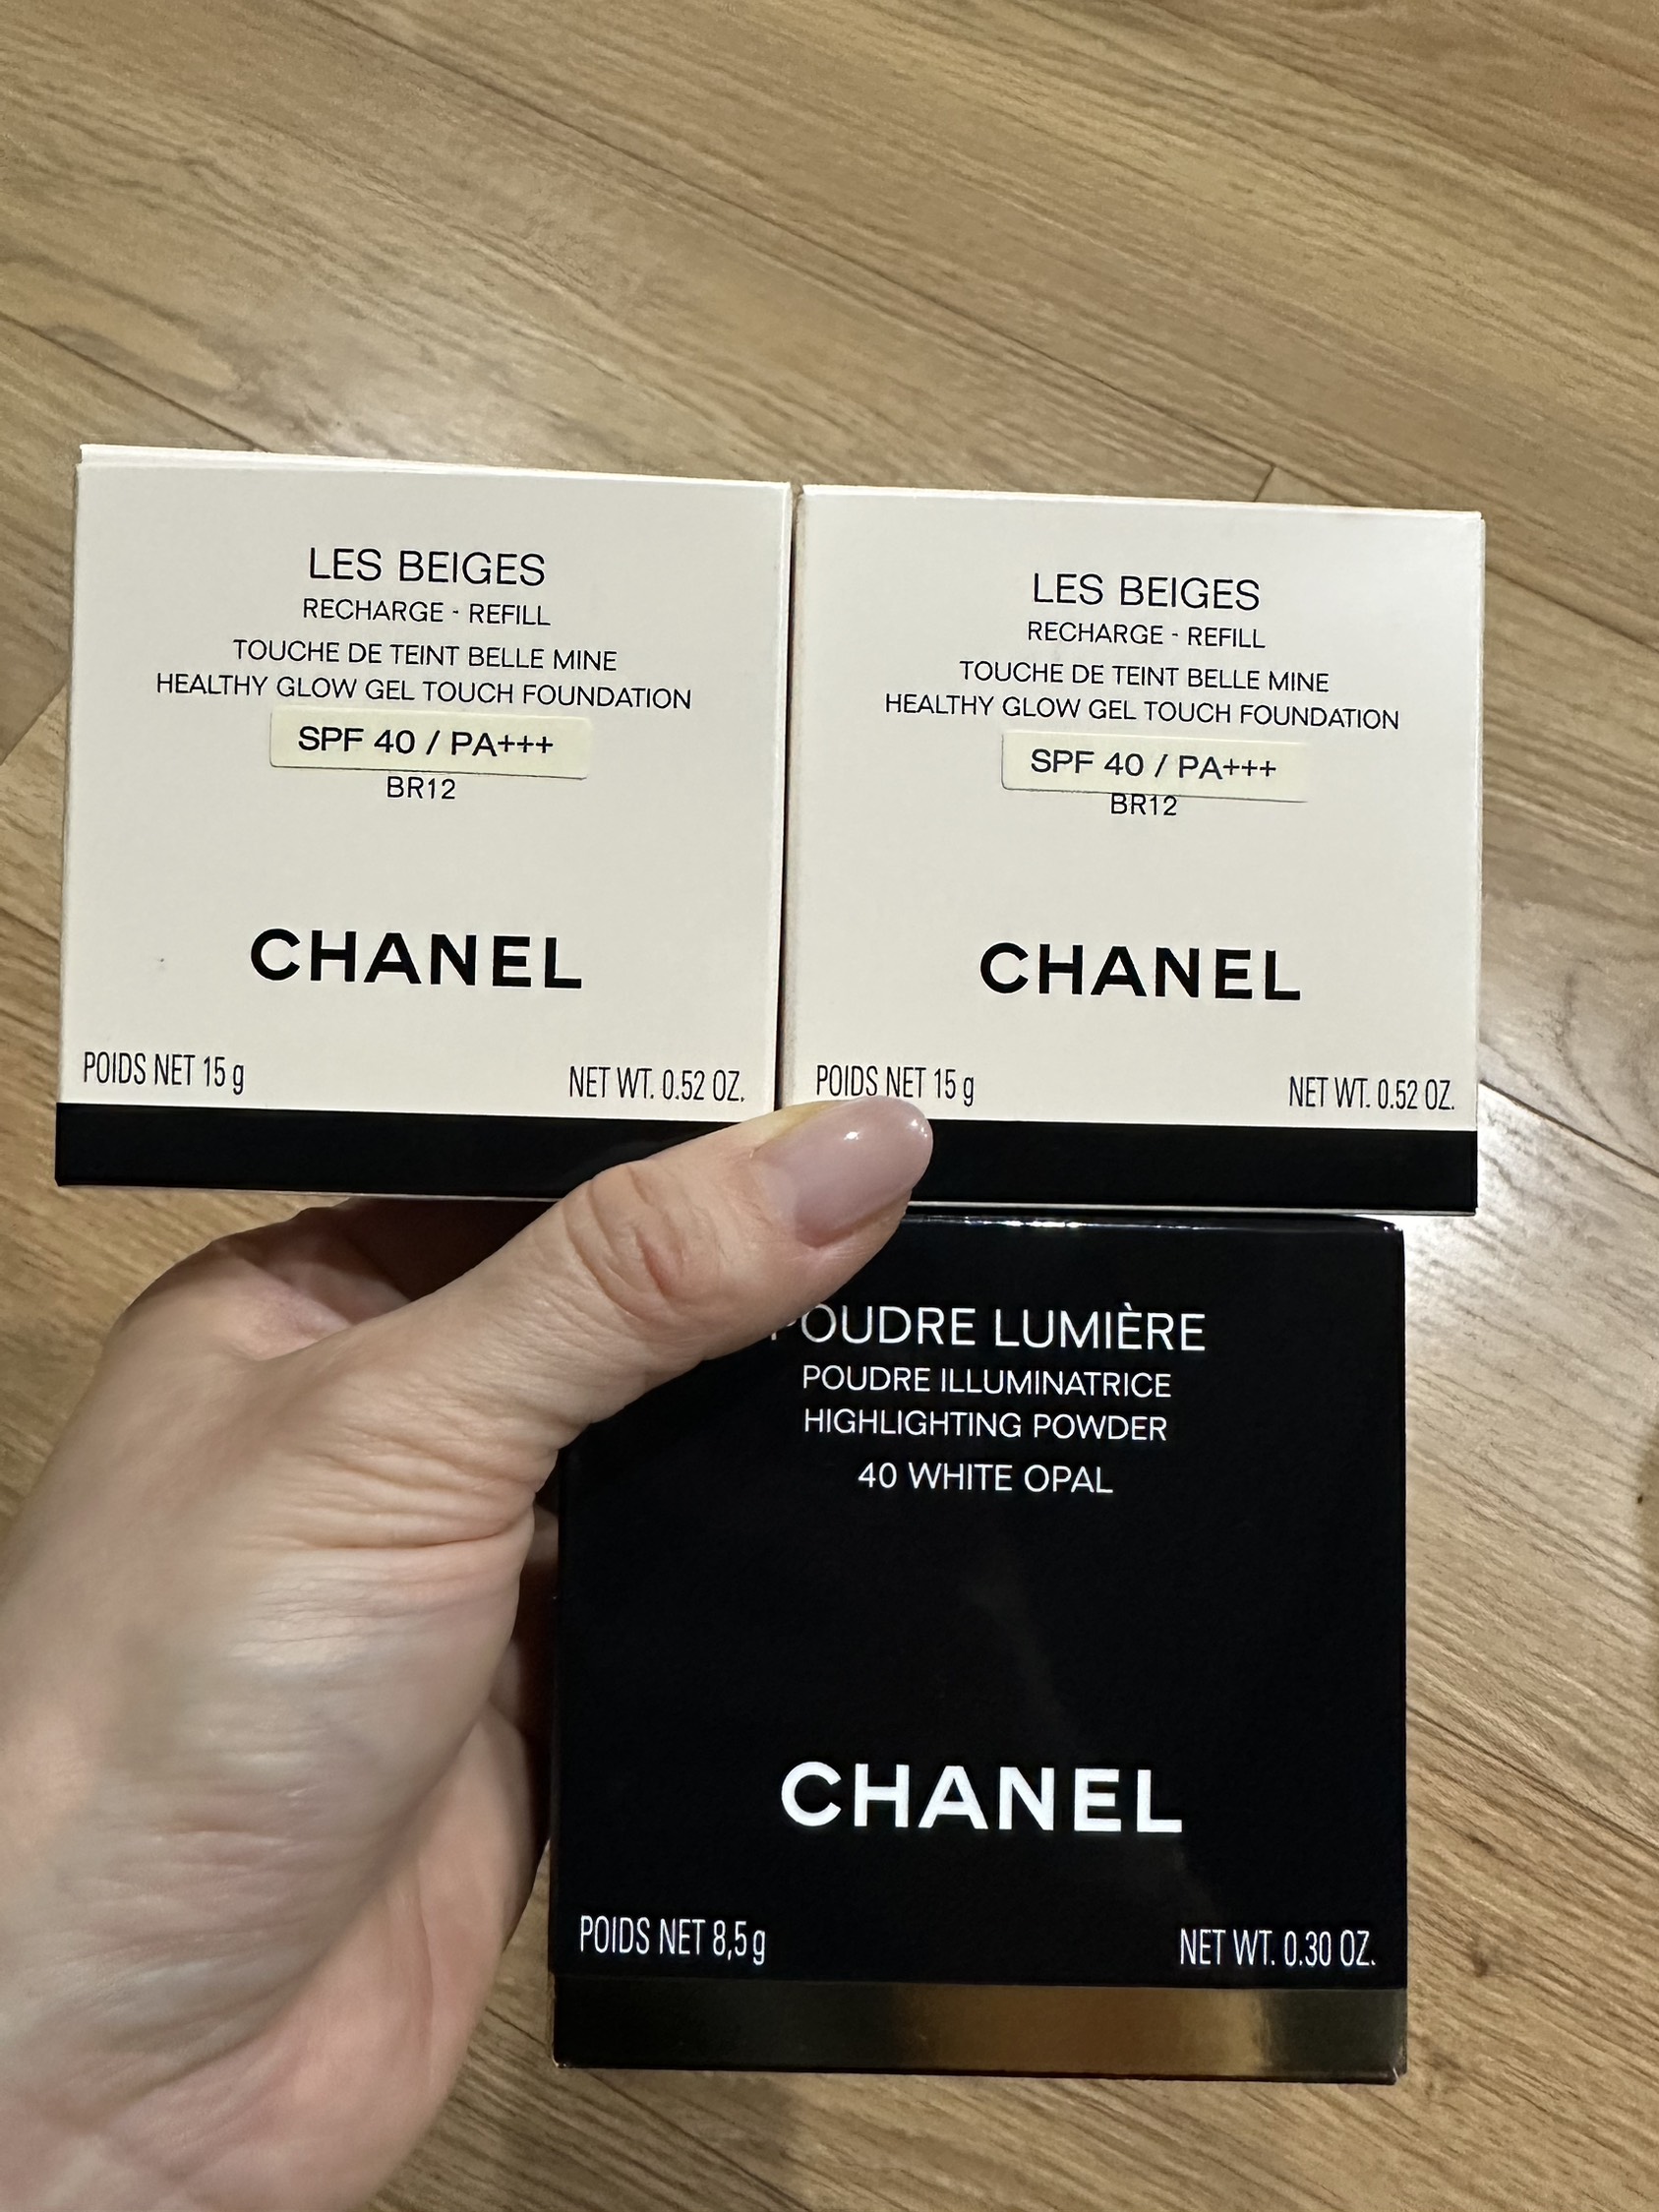 LES BEIGES
RECHARGE - REFILL
TOUCHE DE TEINT BELLE MINE
HEALTHY GLOW GEL TOUCH FOUNDATION
SPF 40 / PA+++
BR12
CHANEL
POIDS NET 15 g
NET WT. 0.52 OZ.
LES BEIGES
RECHARGE - REFILL
TOUCHE DE TEINT BELLE MINE
HEALTHY GLOW GEL TOUCH FOUNDATION
SPF 40 / PA+++
BR12
CHANEL
POIDS NET 15 g
NET WT. 0.52 OZ.
POUDRE LUMIÈRE
POUDRE ILLUMINATRICE
HIGHLIGHTING POWDER
40 WHITE OPAL
CHANEL
POIDS NET 8,5 g
NET WT. 0.30 OZ.